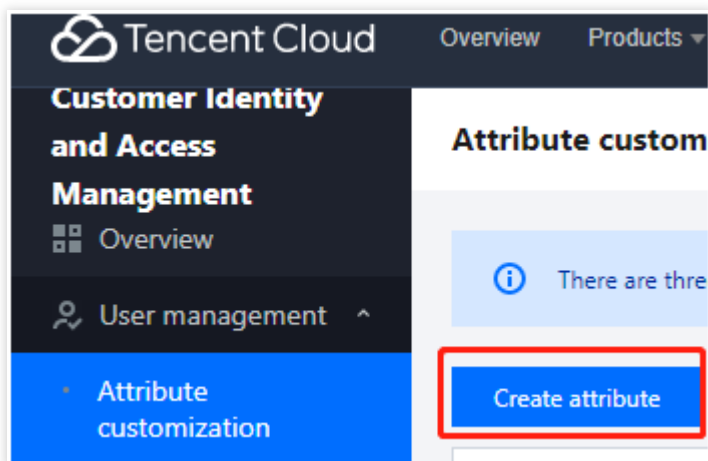 Tencent Cloud
Overview
Products
Customer Identity
and Access
Management
Overview
User management
Attribute
customization
Attribute custom
There are thre
Create attribute